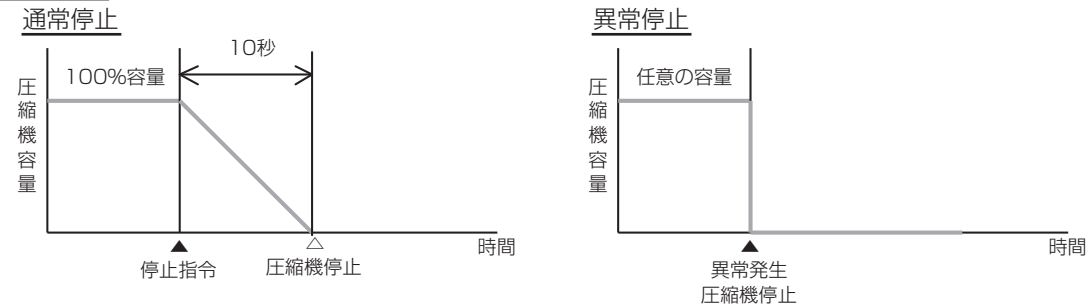 通常停止
10秒
100%容量
圧縮機容量
時間
停止指令
圧縮機停止
異常停止
任意の容量
圧縮機容量
時間
異常発生
圧縮機停止